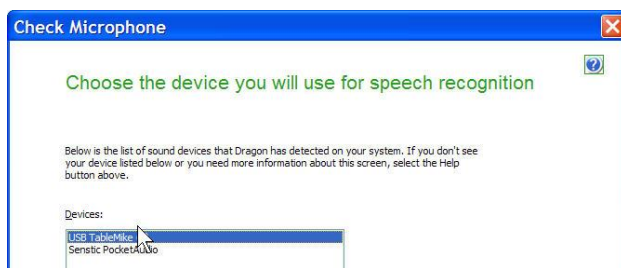 Check Microphone
Choose the device you will use for speech recognition
Below is the list of sound devices that Dragon has detected on your system. If you don't see
your device listed below or you need more information about this screen, select the Help
button above.
Devices:
USB TableMike
Senstic PocketAudio